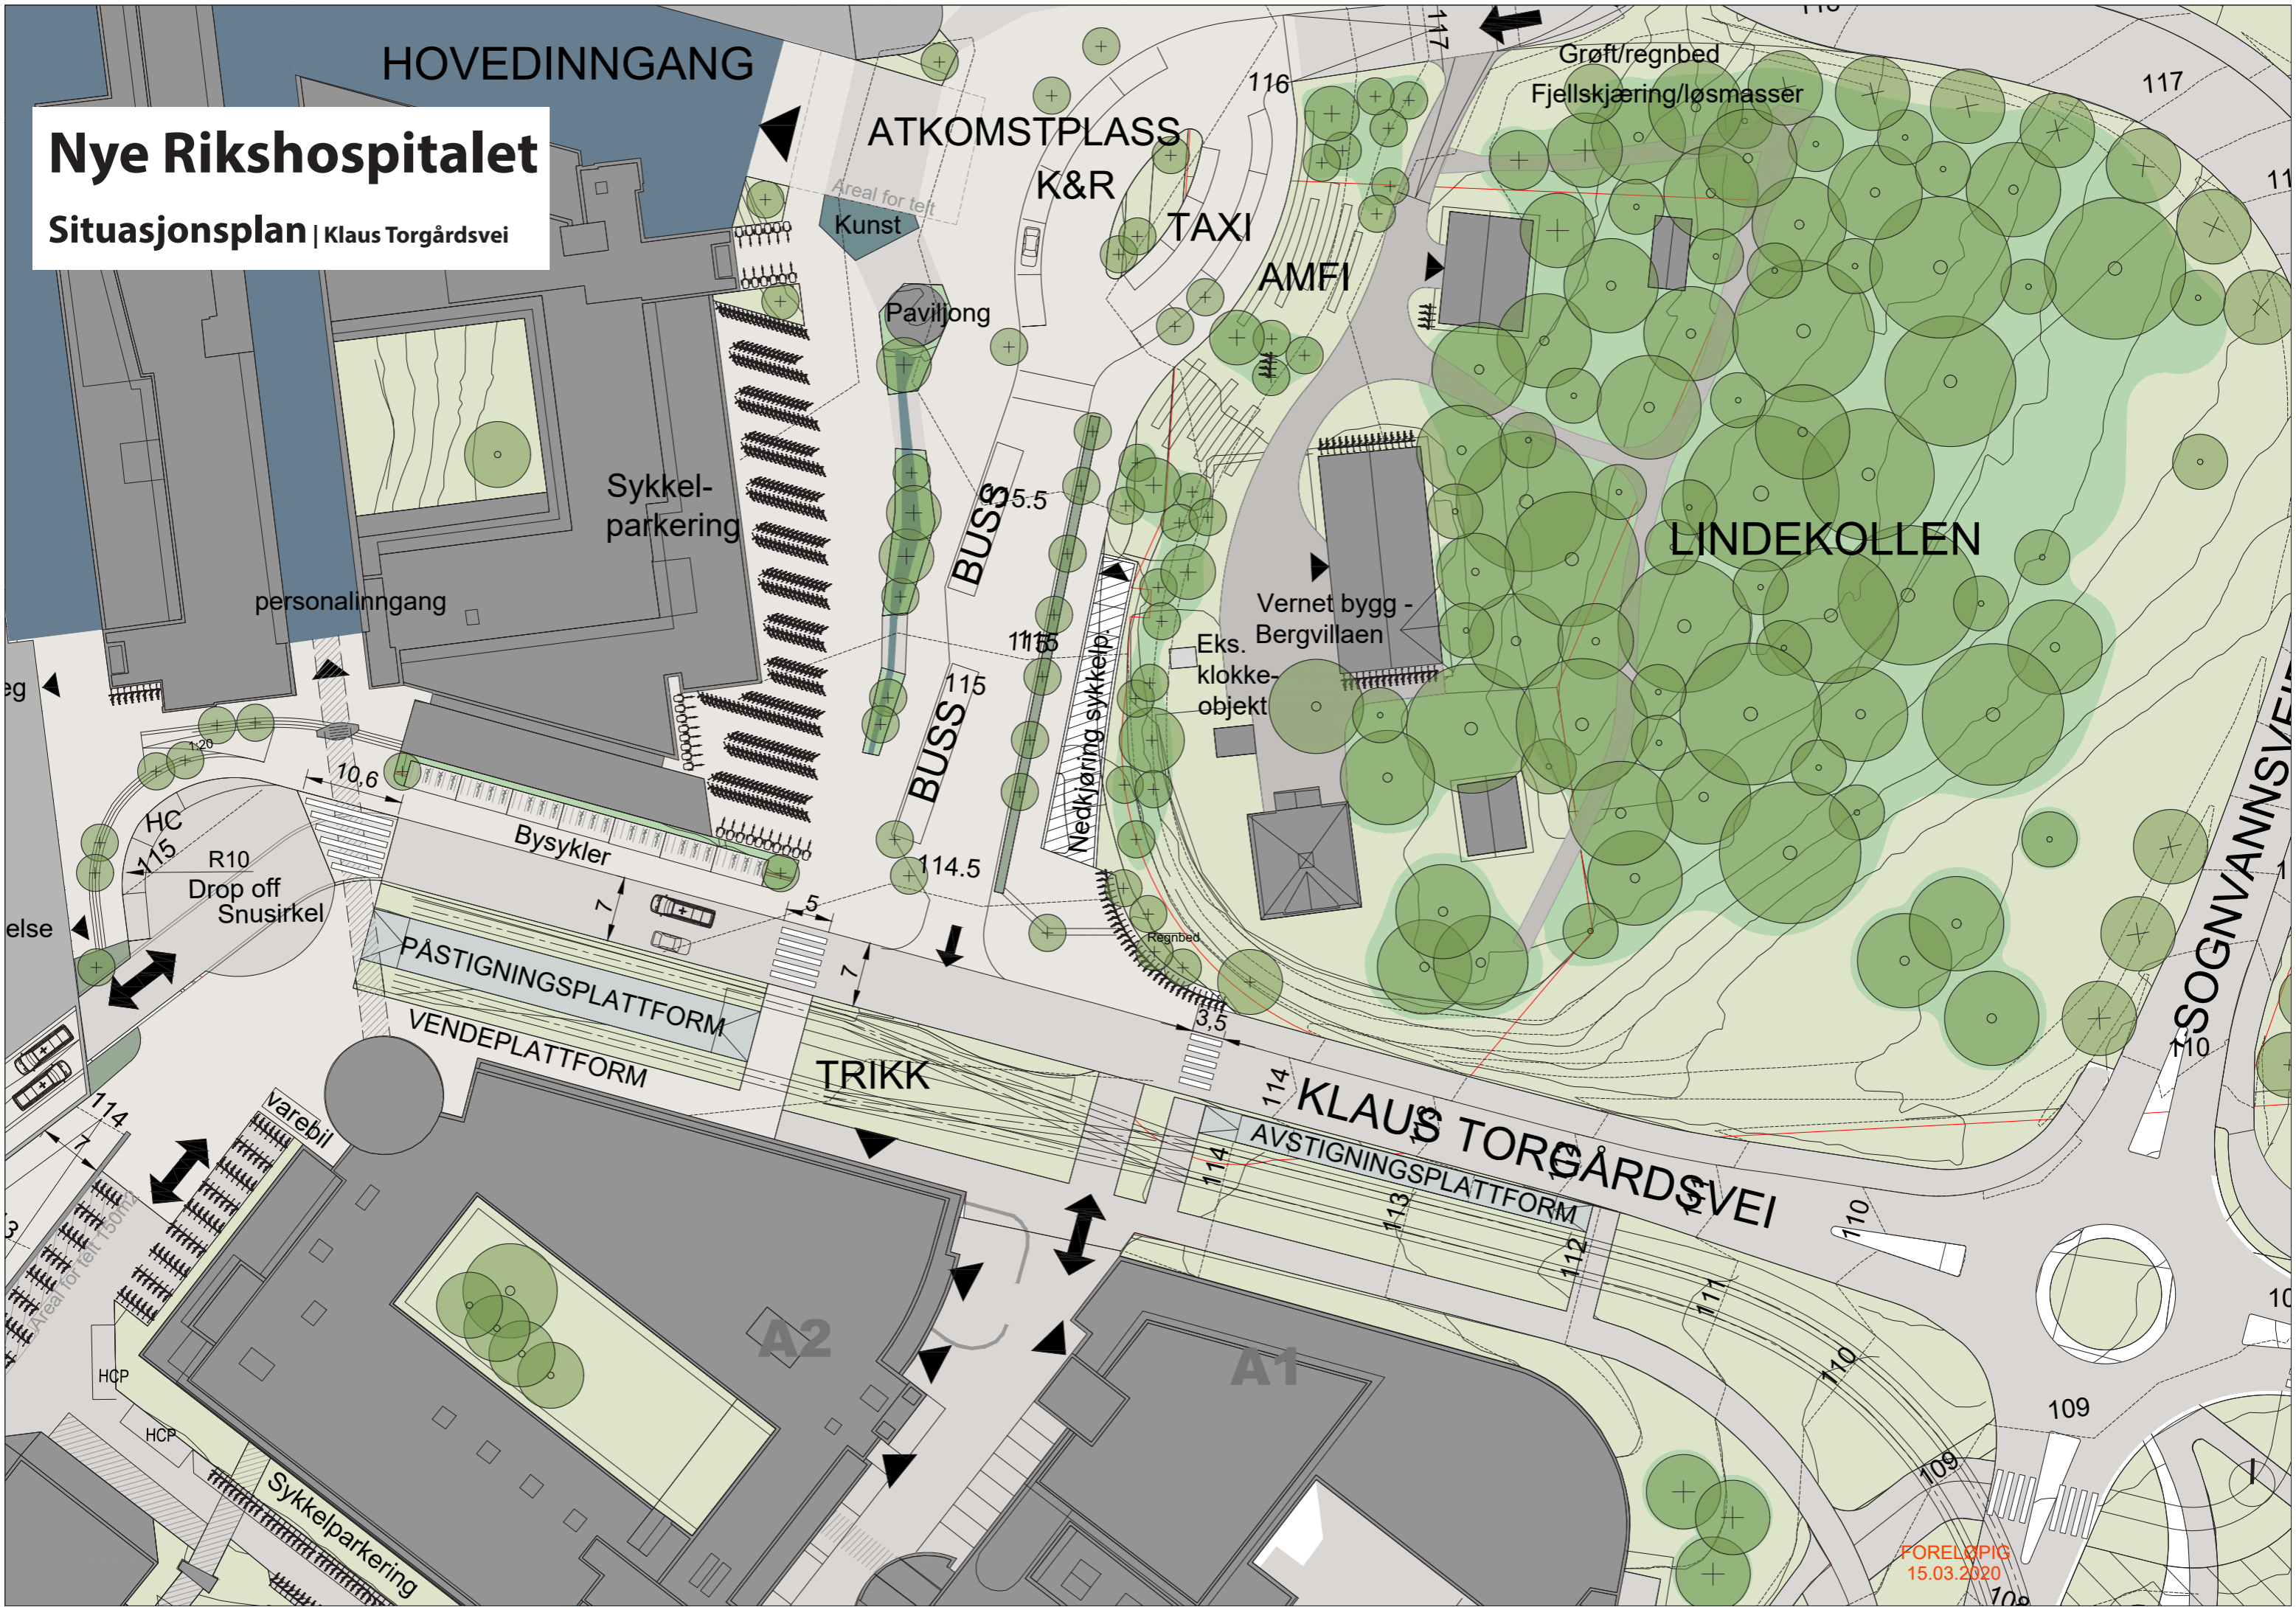 HOVEDINNGANG
Nye Rikshospitalet
Situasjonsplan | Klaus Torgårdsvei
ATKOMSTPLASS
K&R
TAXI
AMFI
Areal for telt
Kunst
Paviljong
117
116
Grøft/regnbed
Fjellskjæring/løsmasser
117
Sykkel-
parkering
personalinngang
BUSS
115
BUSS
115
114.5
Nedkjøring sykkelp.
Vernet bygg -
Bergvillaen
Eks.
klokke-
objekt
LINDEKOLLEN
SOGNVANNSVEI
110
1:20
10,6
HC
115
R10
Drop off
Snusirkel
Bysykler
7
5
7
3,5
Regnbed
PÅSTIGNINGSPLATTFORM
VENDEPLATTFORM
TRIKK
KLAUS TORGÅRDSVEI
AVSTIGNINGSPLATTFORM
114
114
113
112
111
110
110
109
109
108
114
7
varebil
Areal for telt 150m2
HCP
HCP
Sykkelparkering
A2
A1
FORELØPIG
15.03.2020